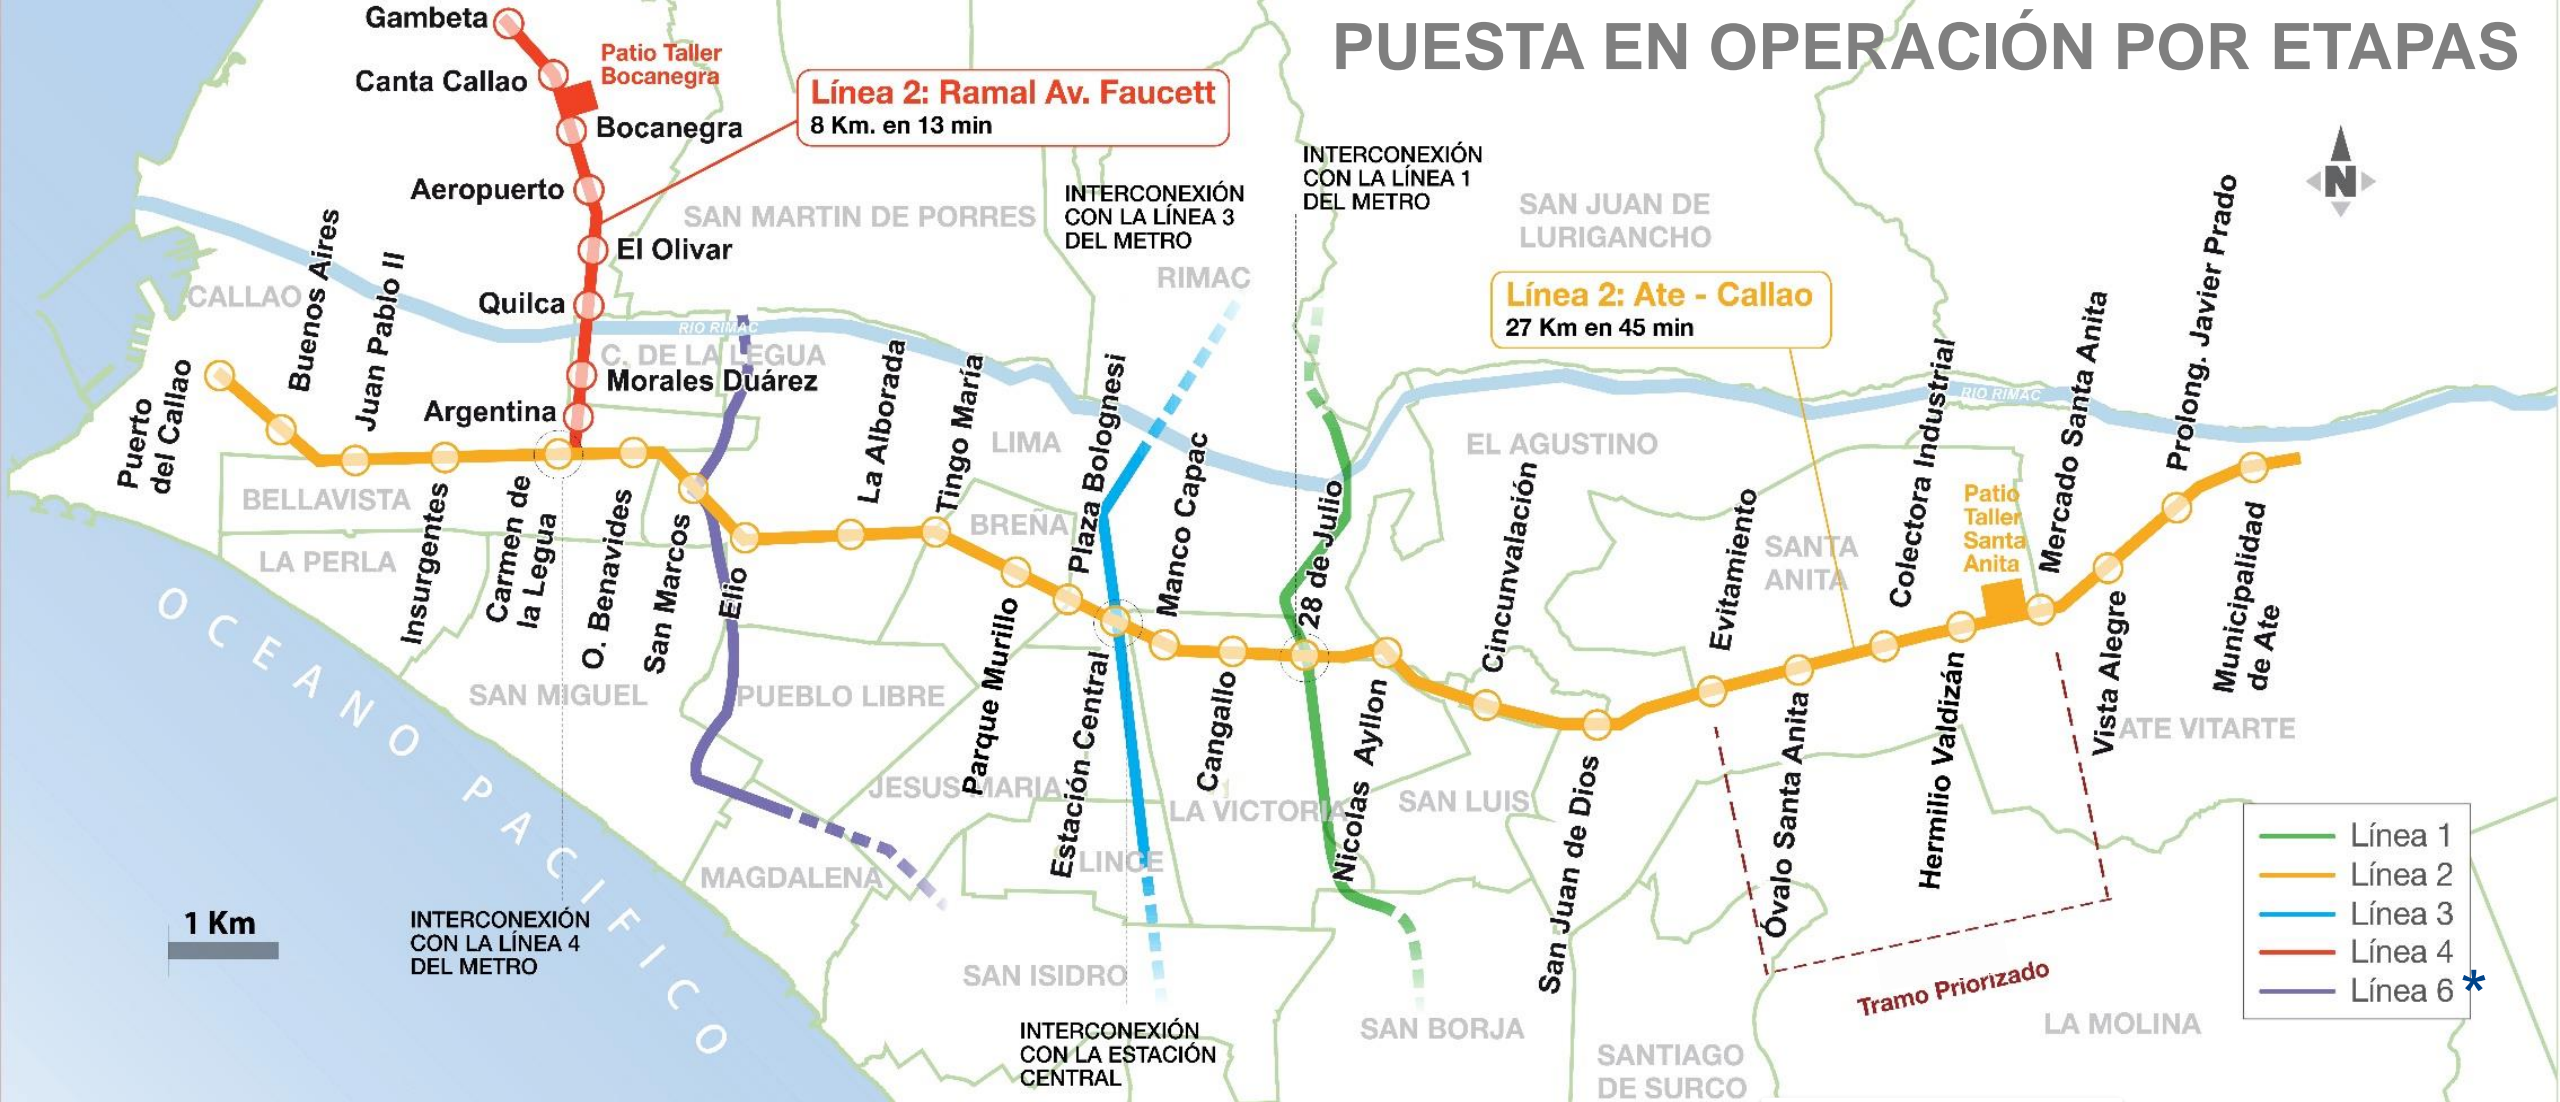 PUESTA EN OPERACIÓN POR ETAPAS
Gambeta
Canta Callao
Patio Taller
Bocanegra
Bocanegra
Aeropuerto
El Olivar
Quilca
Morales Duárez
Argentina
Línea 2: Ramal Av. Faucett
8 Km. en 13 min
INTERCONEXIÓN
CON LA LÍNEA 3
DEL METRO
INTERCONEXIÓN
CON LA LÍNEA 1
DEL METRO
N
SAN MARTIN DE PORRES
SAN JUAN DE
LURIGANCHO
RIMAC
CALLAO
RIO RIMAC
C. DE LA LEGUA
Línea 2: Ate - Callao
27 Km en 45 min
RIO RIMAC
LIMA
EL AGUSTINO
BELLAVISTA
BREÑA
LA PERLA
SANTA
ANITA
Patio
Taller
Santa
Anita
Puerto
del Callao
Buenos Aires
Juan Pablo II
Insurgentes
Carmen de
la Legua
O. Benavides
San Marcos
Elio
La Alborada
Tingo María
Parque Murillo
Plaza Bolognesi
Estación Central
Manco Capac
Cangallo
28 de Julio
Nicolas Ayllon
Cincunvalación
San Juan de Dios
Evitamiento
Óvalo Santa Anita
Colectora Industrial
Hermilio Valdizán
Mercado Santa Anita
Vista Alegre
Prolong. Javier Prado
Municipalidad
de Ate
SAN MIGUEL
PUEBLO LIBRE
ATE VITARTE
JESUS MARIA
LA VICTORIA
SAN LUIS
MAGDALENA
LINCE
SAN ISIDRO
SAN BORJA
SANTIAGO
DE SURCO
LA MOLINA
OCEANO PACIFICO
1 Km
INTERCONEXIÓN
CON LA LÍNEA 4
DEL METRO
INTERCONEXIÓN
CON LA ESTACIÓN
CENTRAL
Tramo Priorizado
Línea 1
Línea 2
Línea 3
Línea 4
Línea 6 *